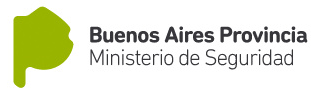 Buenos Aires Provincia
Ministerio de Seguridad